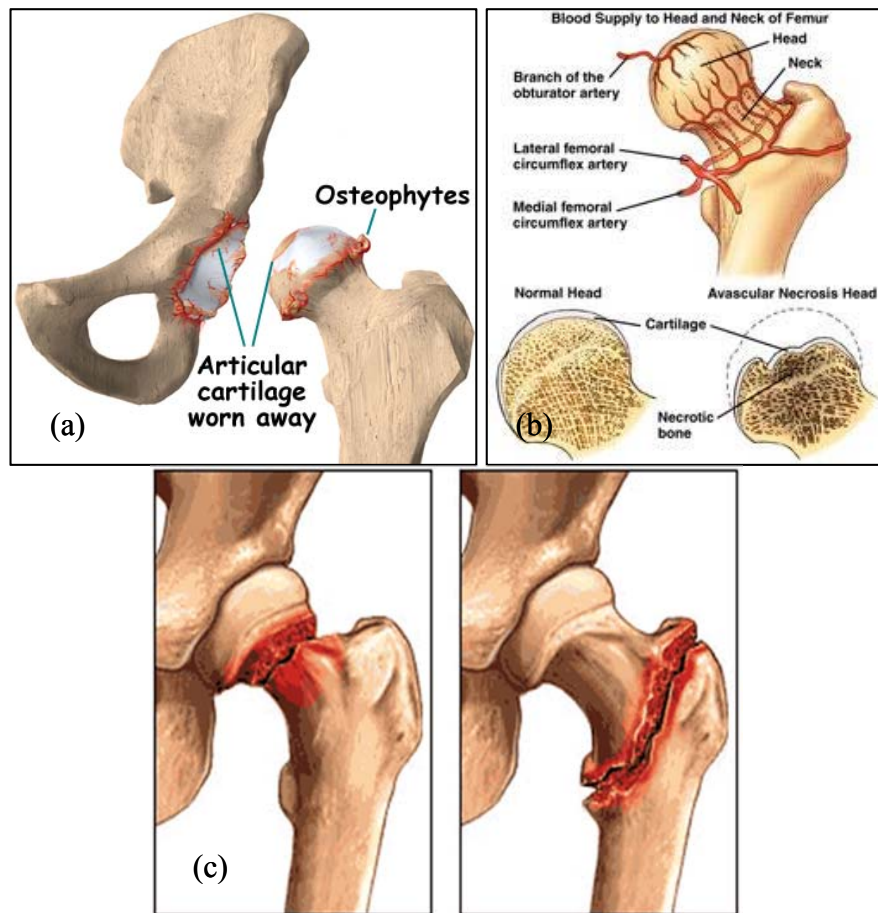 Osteophytes
Articular
cartilage
worn away
(a)
Blood Supply to Head and Neck of Femur
Head
Neck
Branch of the
obturator artery
Lateral femoral
circumflex artery
Medial femoral
circumflex artery
Normal Head
Avascular Necrosis Head
Cartilage
Necrotic
bone
(b)
(c)